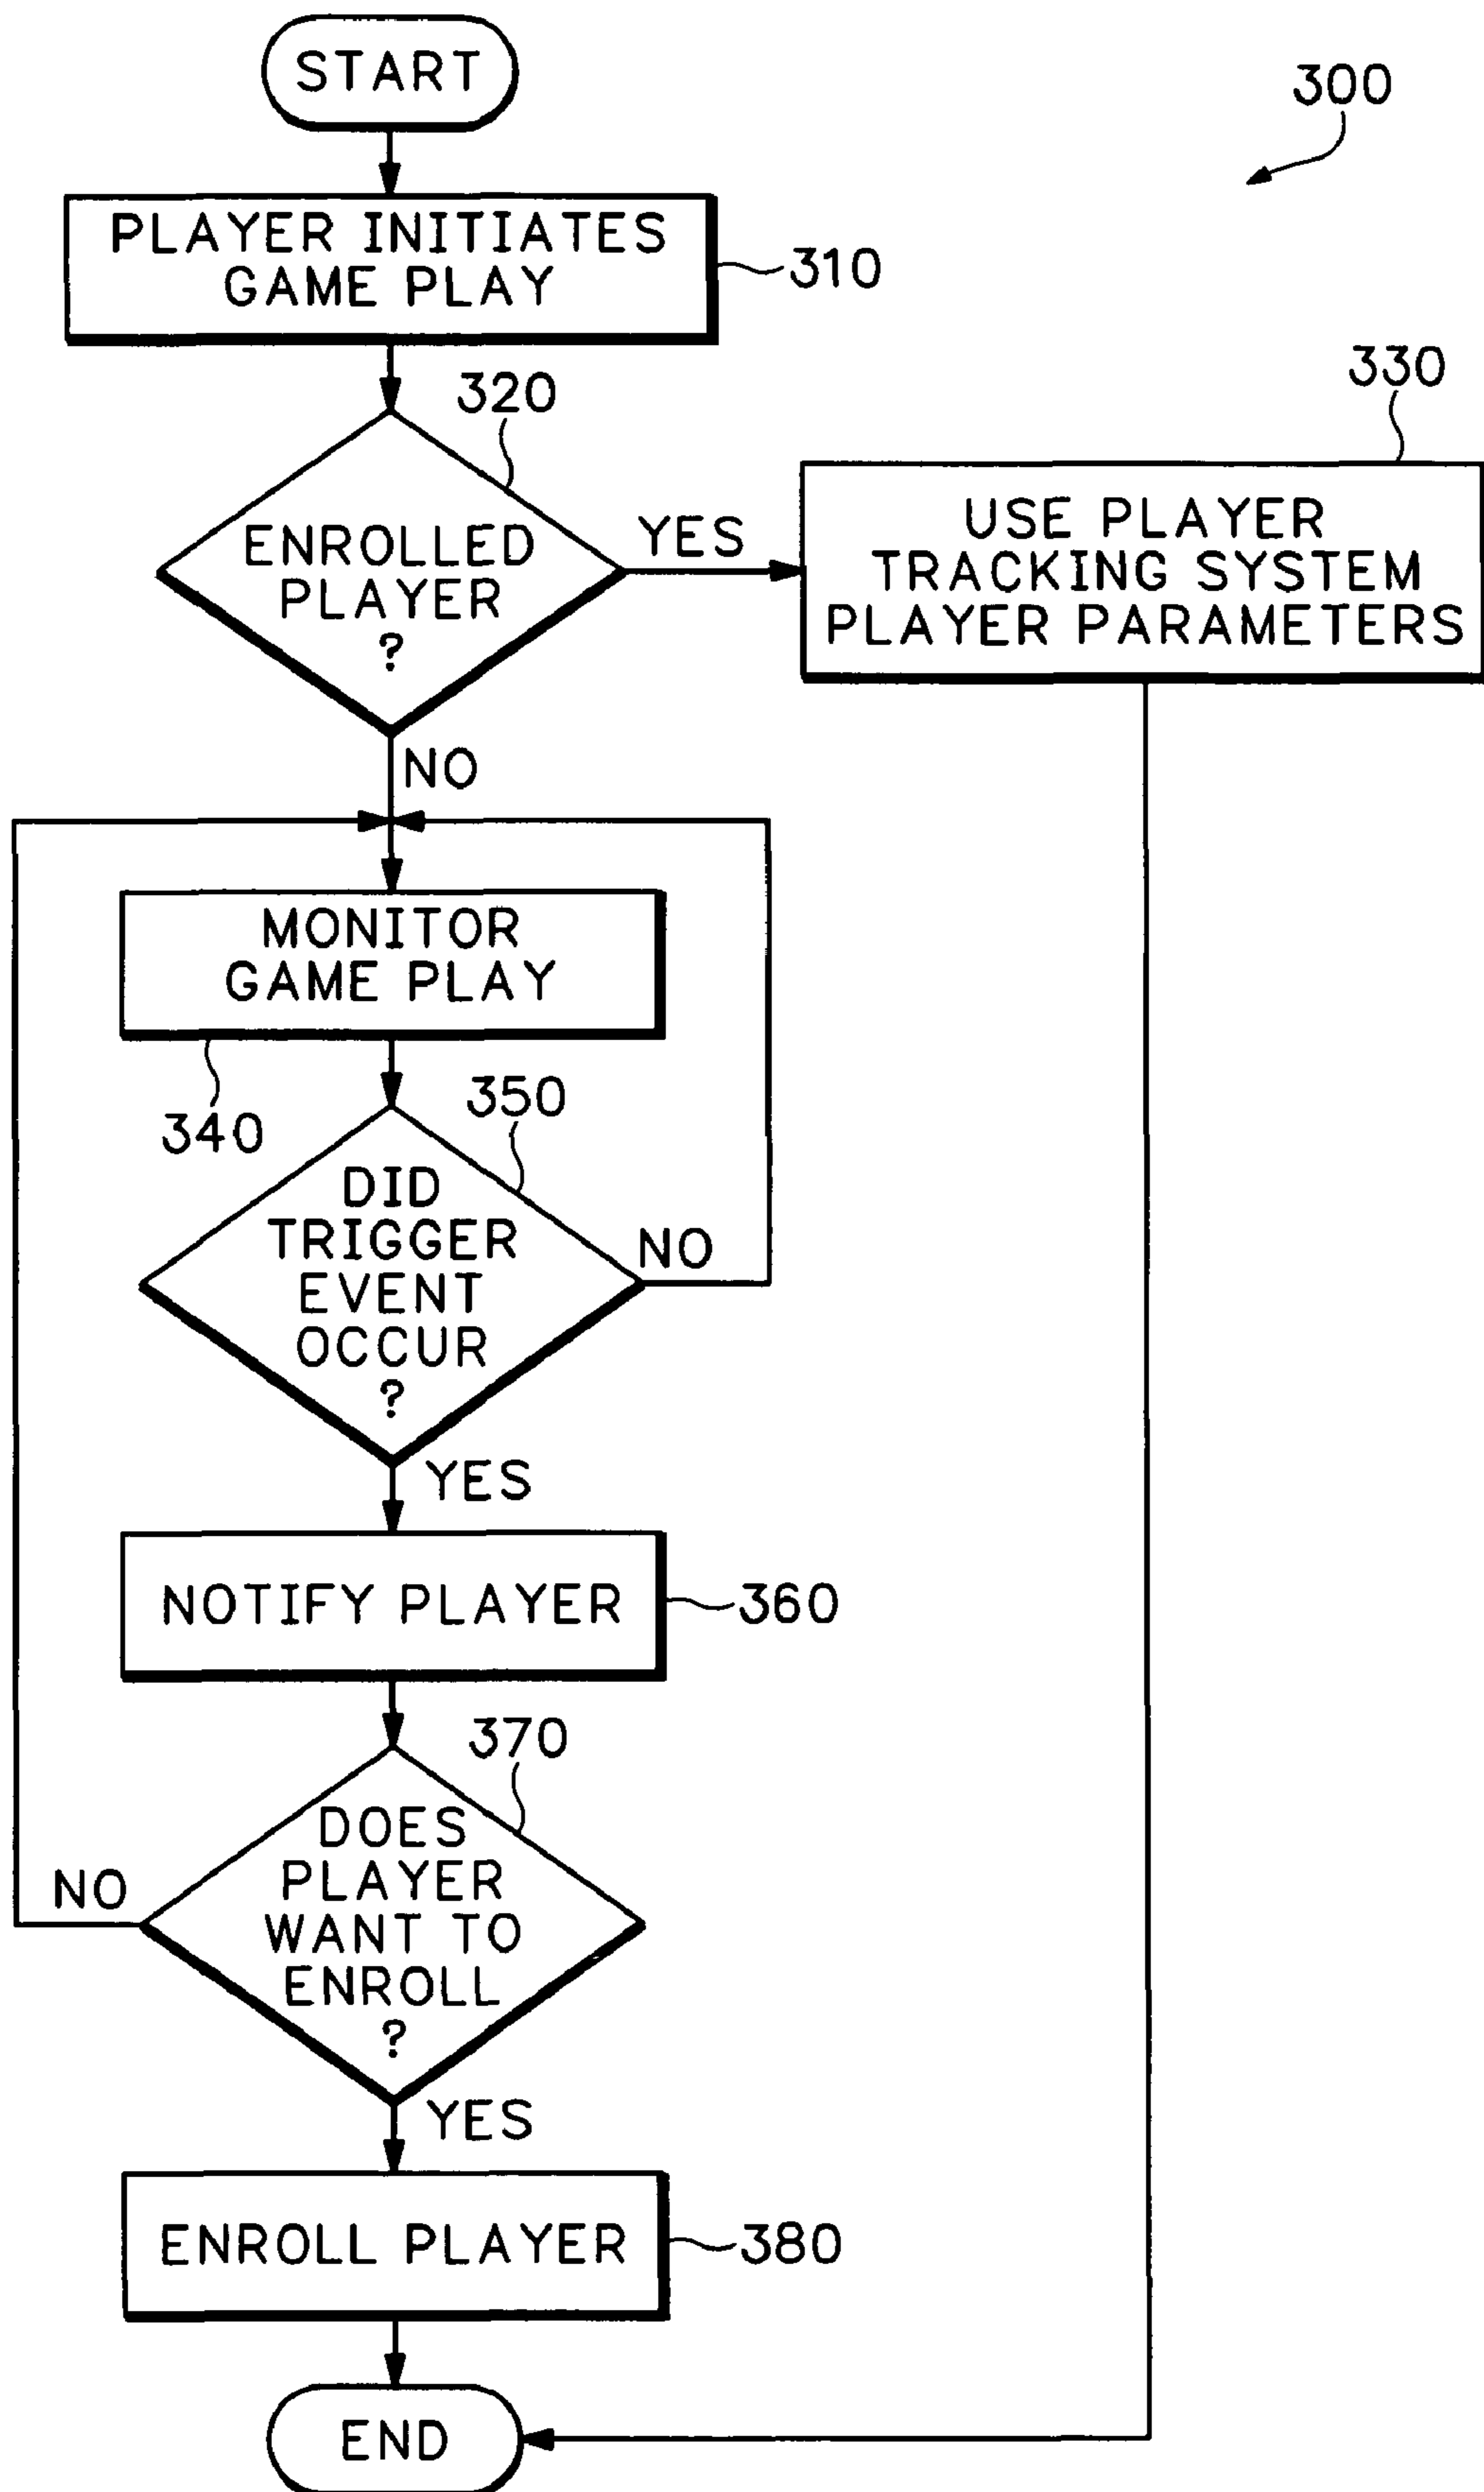 START
300
PLAYER INITIATES
GAME PLAY
310
320
ENROLLED
PLAYER
?
YES
330
USE PLAYER
TRACKING SYSTEM
PLAYER PARAMETERS
NO
MONITOR
GAME PLAY
340
350
DID
TRIGGER
EVENT
OCCUR
?
NO
YES
NOTIFY PLAYER
360
370
DOES
PLAYER
WANT TO
ENROLL
?
NO
YES
ENROLL PLAYER
380
END